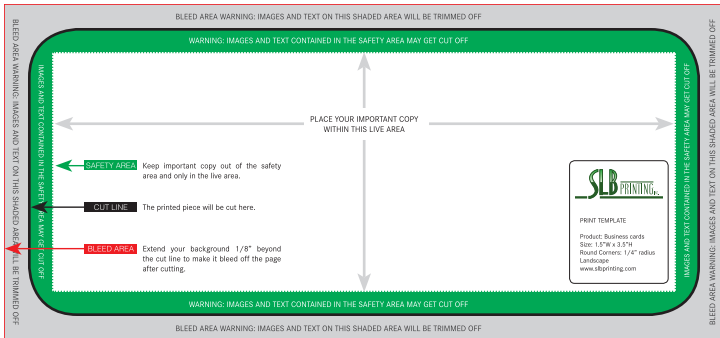 BLEED AREA WARNING: IMAGES AND TEXT ON THIS SHADED AREA WILL BE TRIMMED OFF
WARNING: IMAGES AND TEXT CONTAINED IN THE SAFETY AREA MAY GET CUT OFF
BLEED AREA WARNING: IMAGES AND TEXT ON THIS SHADED AREA WILL BE TRIMMED OFF
IMAGES AND TEXT CONTAINED IN THE SAFETY AREA MAY GET CUT OFF
PLACE YOUR IMPORTANT COPY
WITHIN THIS LIVE AREA
SAFETY AREA Keep important copy out of the safety
area and only in the live area.
CUT LINE The printed piece will be cut here.
BLEED AREA Extend your background 1/8" beyond
the cut line to make it bleed off the page
after cutting.
SLB PRINTING
PRINT TEMPLATE
Product: Business cards
Size: 1.5"W x 3.5"H
Round Corners: 1/4" radius
Landscape
www.slbprinting.com
IMAGES AND TEXT CONTAINED IN THE SAFETY AREA MAY GET CUT OFF
BLEED AREA WARNING: IMAGES AND TEXT ON THIS SHADED AREA WILL BE TRIMMED OFF
WARNING: IMAGES AND TEXT CONTAINED IN THE SAFETY AREA MAY GET CUT OFF
BLEED AREA WARNING: IMAGES AND TEXT ON THIS SHADED AREA WILL BE TRIMMED OFF